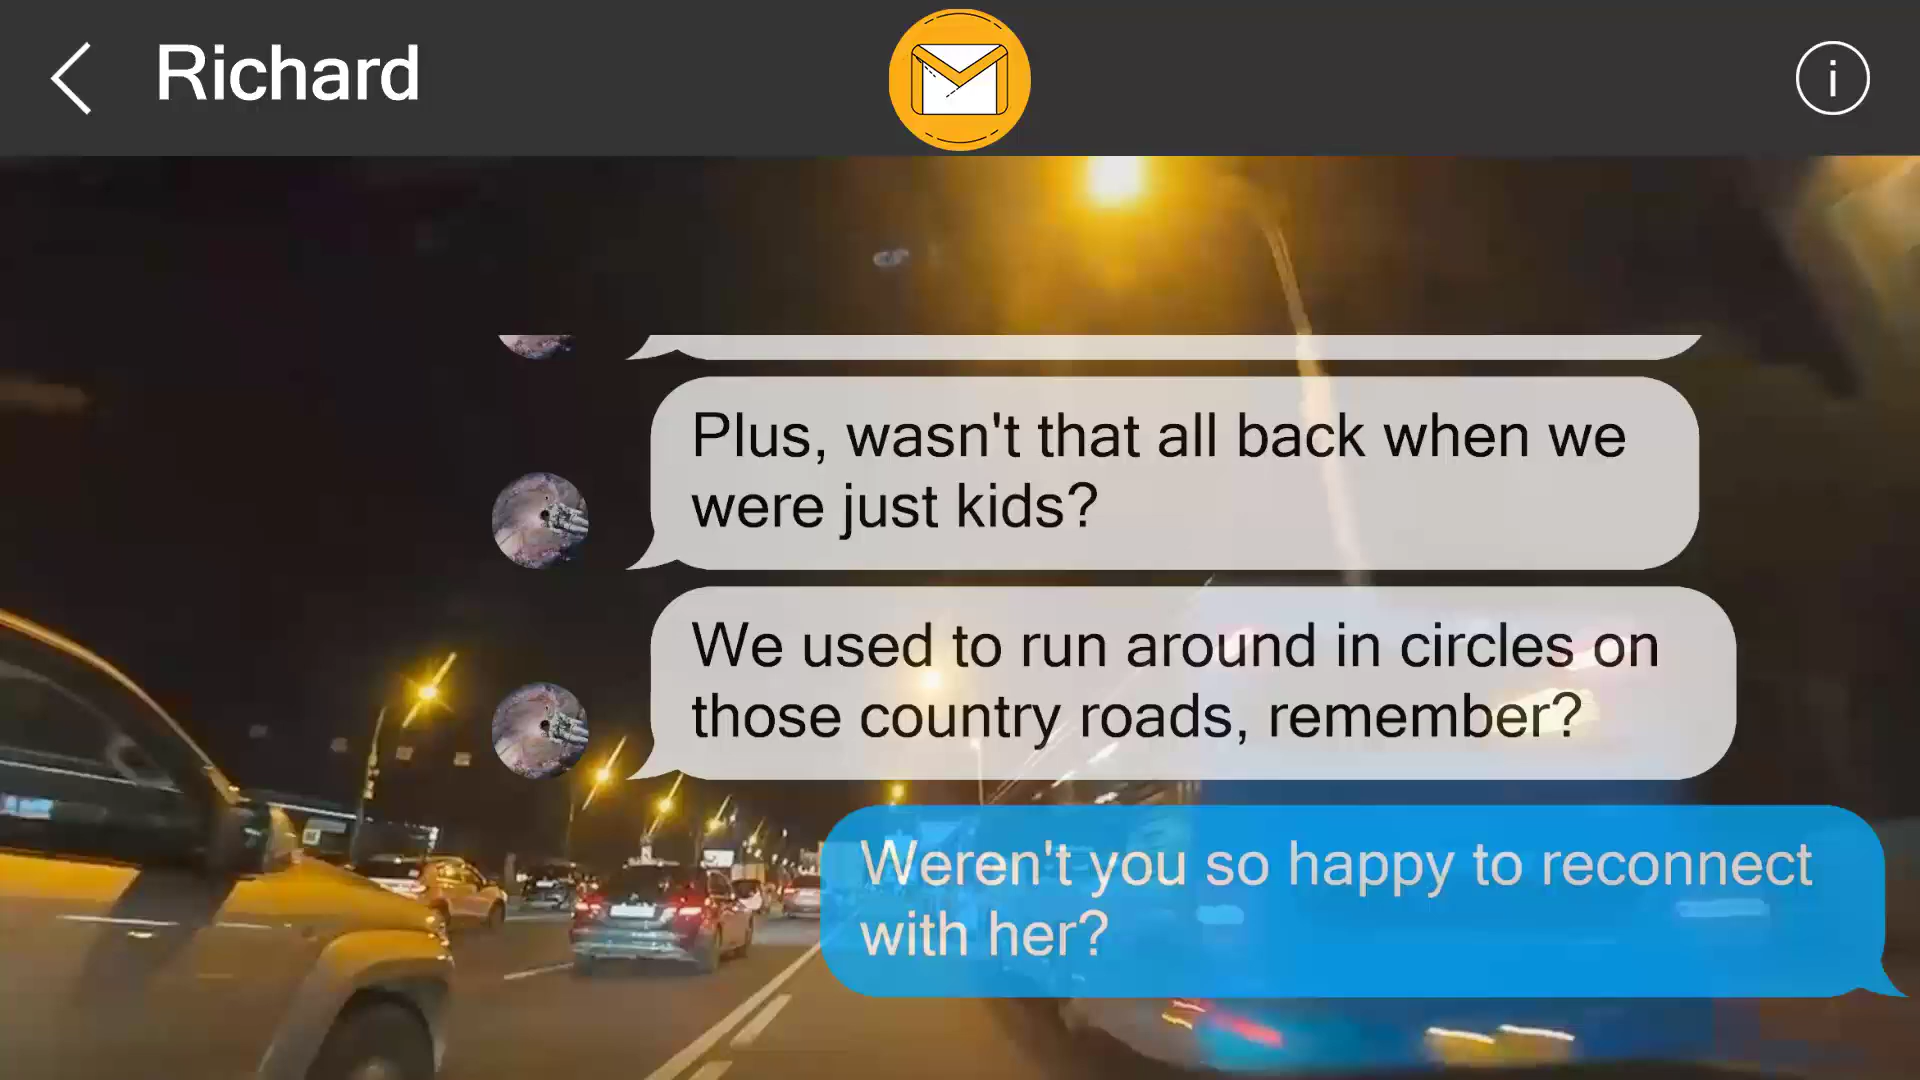 Richard
i
Plus, wasn't that all back when we
were just kids?
We used to run around in circles on
those country roads, remember?
Weren't you so happy to reconnect
with her?